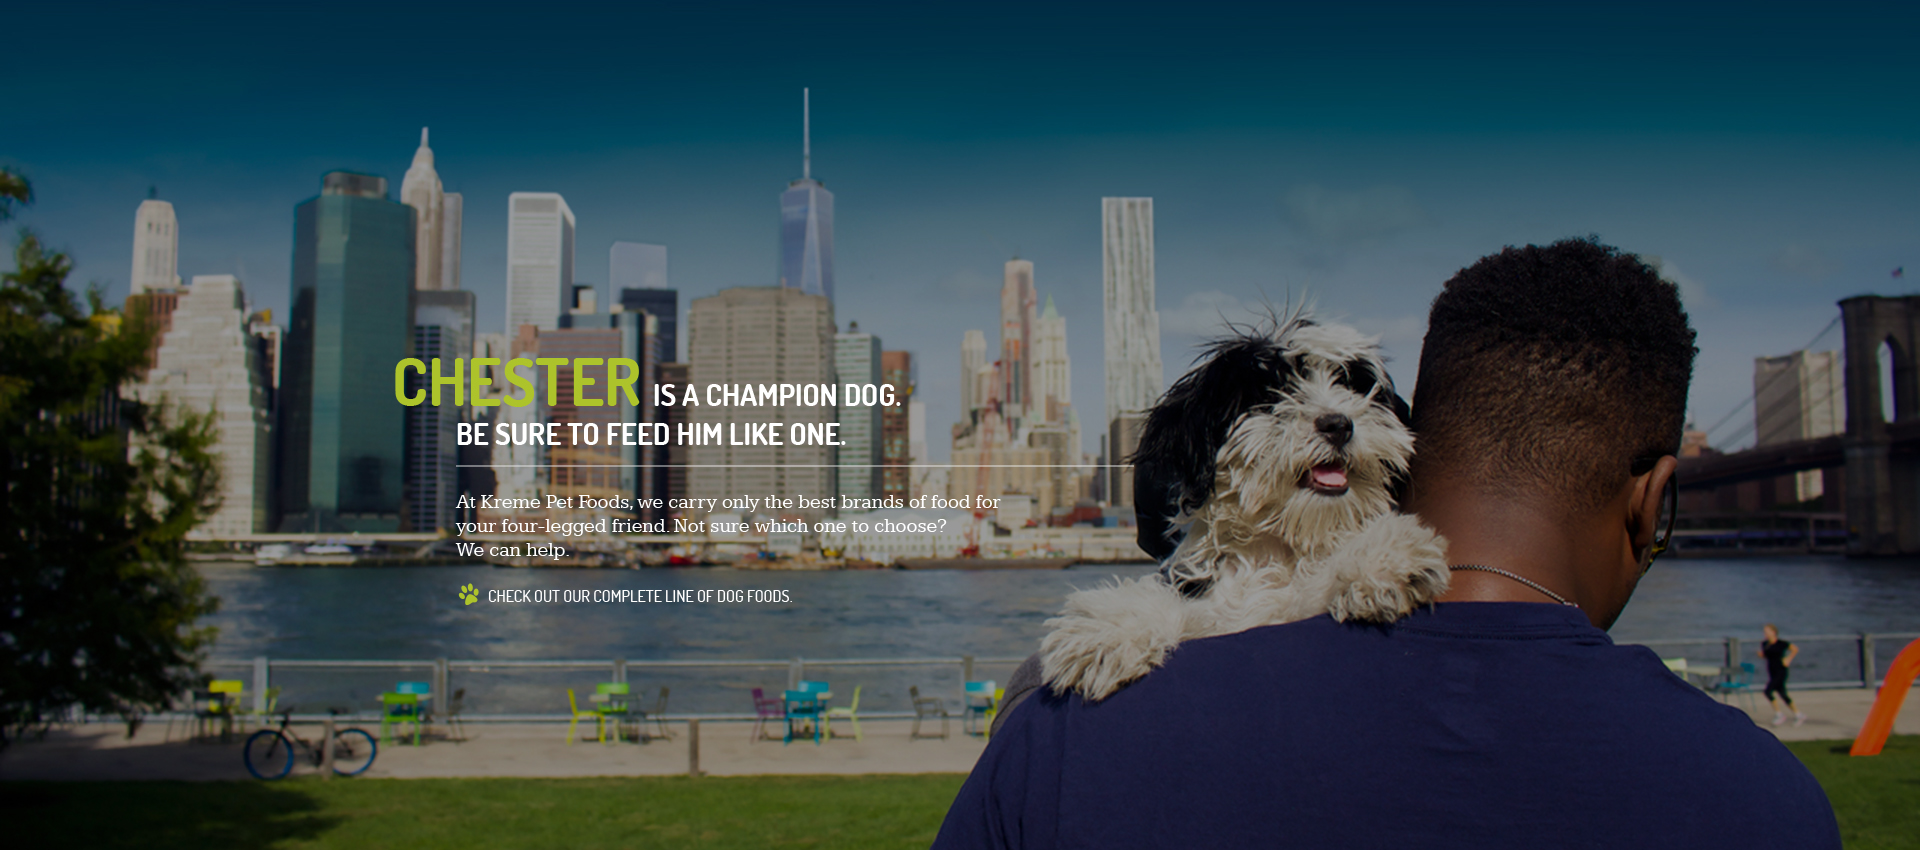 CHESTER IS A CHAMPION DOG.
BE SURE TO FEED HIM LIKE ONE.
At Kreme Pet Foods, we carry only the best brands of food for
your four-legged friend. Not sure which one to choose?
We can help.
CHECK OUT OUR COMPLETE LINE OF DOG FOODS.